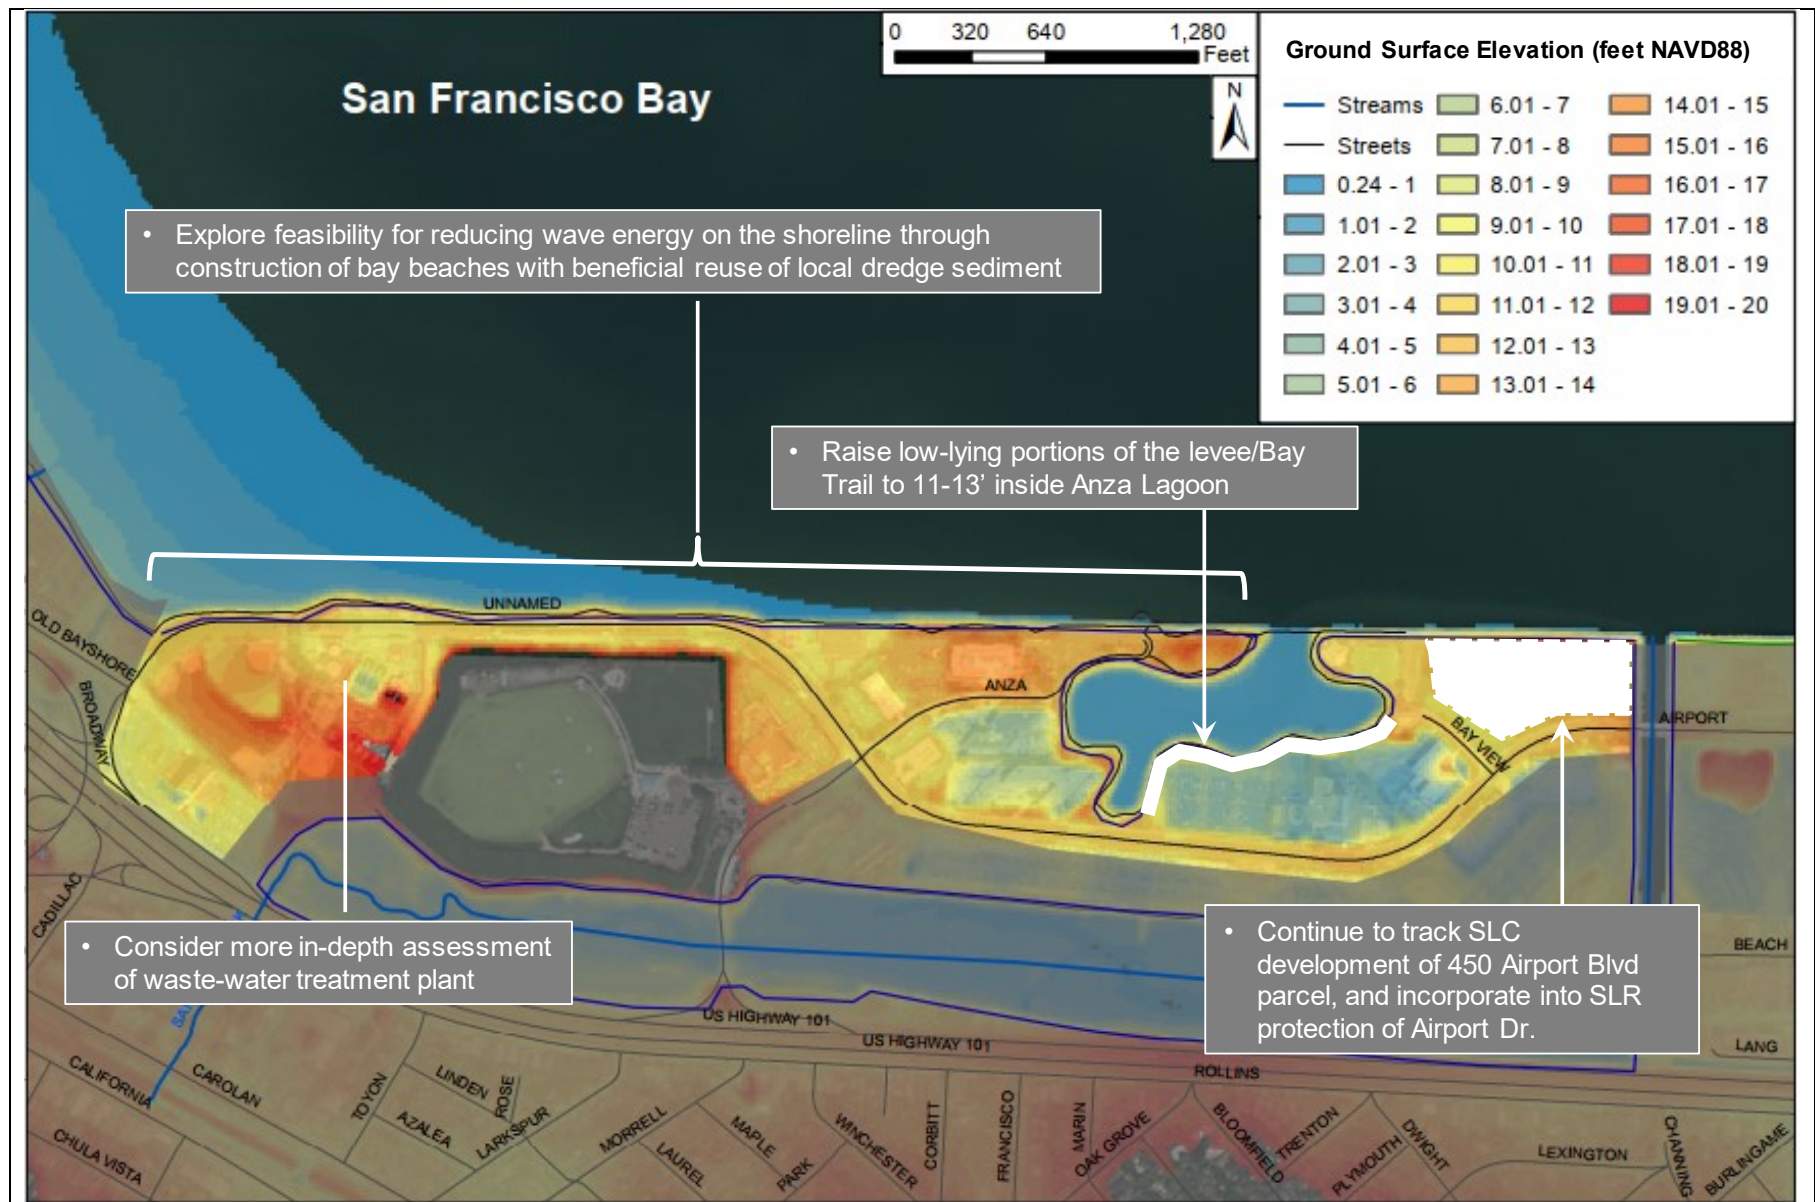 San Francisco Bay
0 320 640 1,280
Feet
N
Ground Surface Elevation (feet NAVD88)
Streams
Streets
0.24 - 1
1.01 - 2
2.01 - 3
3.01 - 4
4.01 - 5
5.01 - 6
6.01 - 7
7.01 - 8
8.01 - 9
9.01 - 10
10.01 - 11
11.01 - 12
12.01 - 13
13.01 - 14
14.01 - 15
15.01 - 16
16.01 - 17
17.01 - 18
18.01 - 19
19.01 - 20
• Explore feasibility for reducing wave energy on the shoreline through
construction of bay beaches with beneficial reuse of local dredge sediment
• Raise low-lying portions of the levee/Bay
Trail to 11-13’ inside Anza Lagoon
UNNAMED
OLD BAYSHORE
BROADWAY
ANZA
BAY VIEW
AIRPORT
CADILLAC
• Consider more in-depth assessment
of waste-water treatment plant
• Continue to track SLC
development of 450 Airport Blvd
parcel, and incorporate into SLR
protection of Airport Dr.
BEACH
LANG
US HIGHWAY 101
US HIGHWAY 101
ROLLINS
CALIFORNIA
CAROLAN
CHULA VISTA
TOYON
LINDEN
ROSE
AZALEA
LARKSPUR
MORRELL
LAUREL
MAPLE
PARK
WINCHESTER
CORBITT
FRANCISCO
MARIN
OAK GROVE
BLOOMFIELD
TRENTON
PLYMOUTH
DWIGHT
LEXINGTON
CHANNING
BURLINGAME